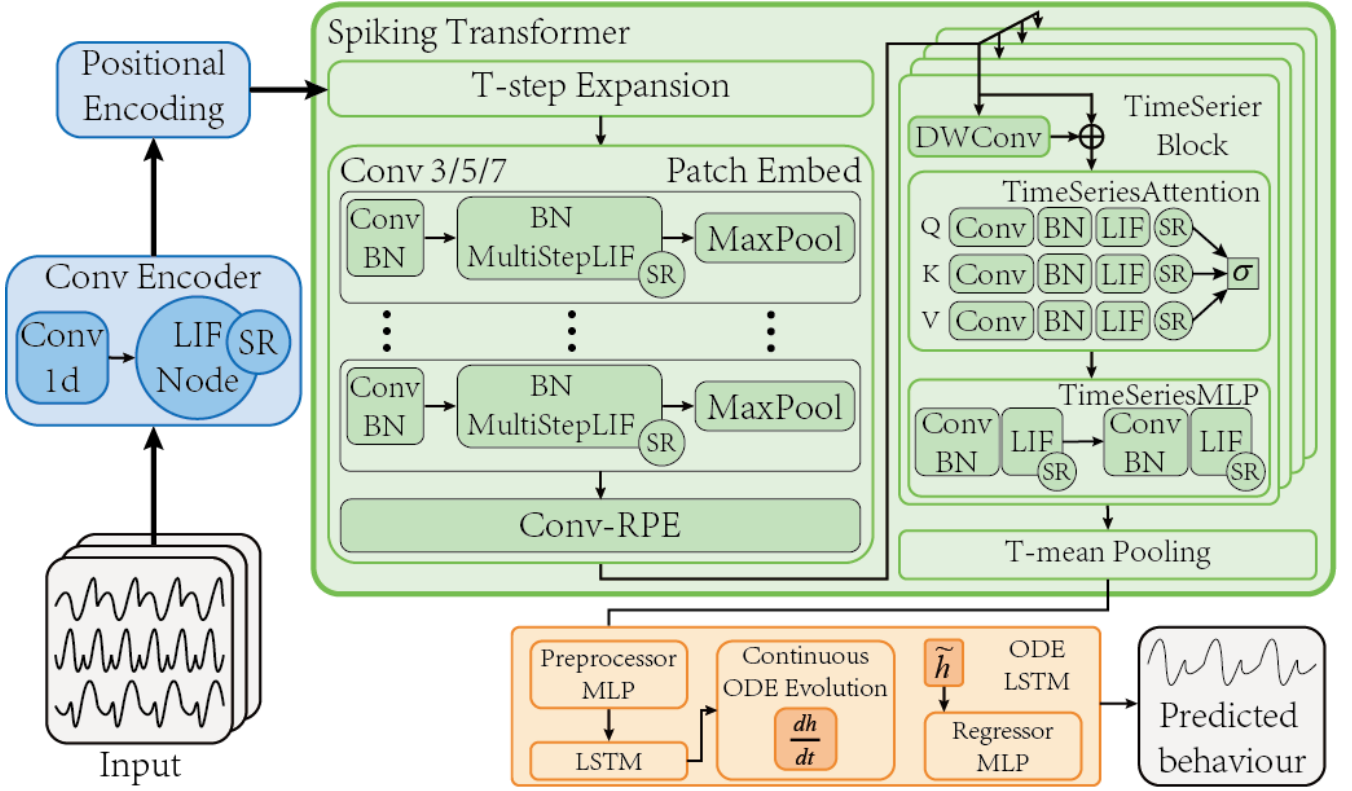 Spiking Transformer
Positional
Encoding
T-step Expansion
Conv 3/5/7
Patch Embed
Conv
BN
BN
MultiStepLIF
SR
MaxPool
Conv
BN
BN
MultiStepLIF
SR
MaxPool
Conv-RPE
Conv Encoder
Conv
1d
LIF
Node
SR
Input
TimeSerier
Block
DWConv
TimeSeriesAttention
Q Conv BN LIF SR
K Conv BN LIF SR
V Conv BN LIF SR
σ
TimeSeriesMLP
Conv
BN
LIF
SR
Conv
BN
LIF
SR
T-mean Pooling
Preprocessor
MLP
LSTM
Continuous
ODE Evolution
dh
dt
h̃
ODE
LSTM
Regressor
MLP
Predicted
behaviour